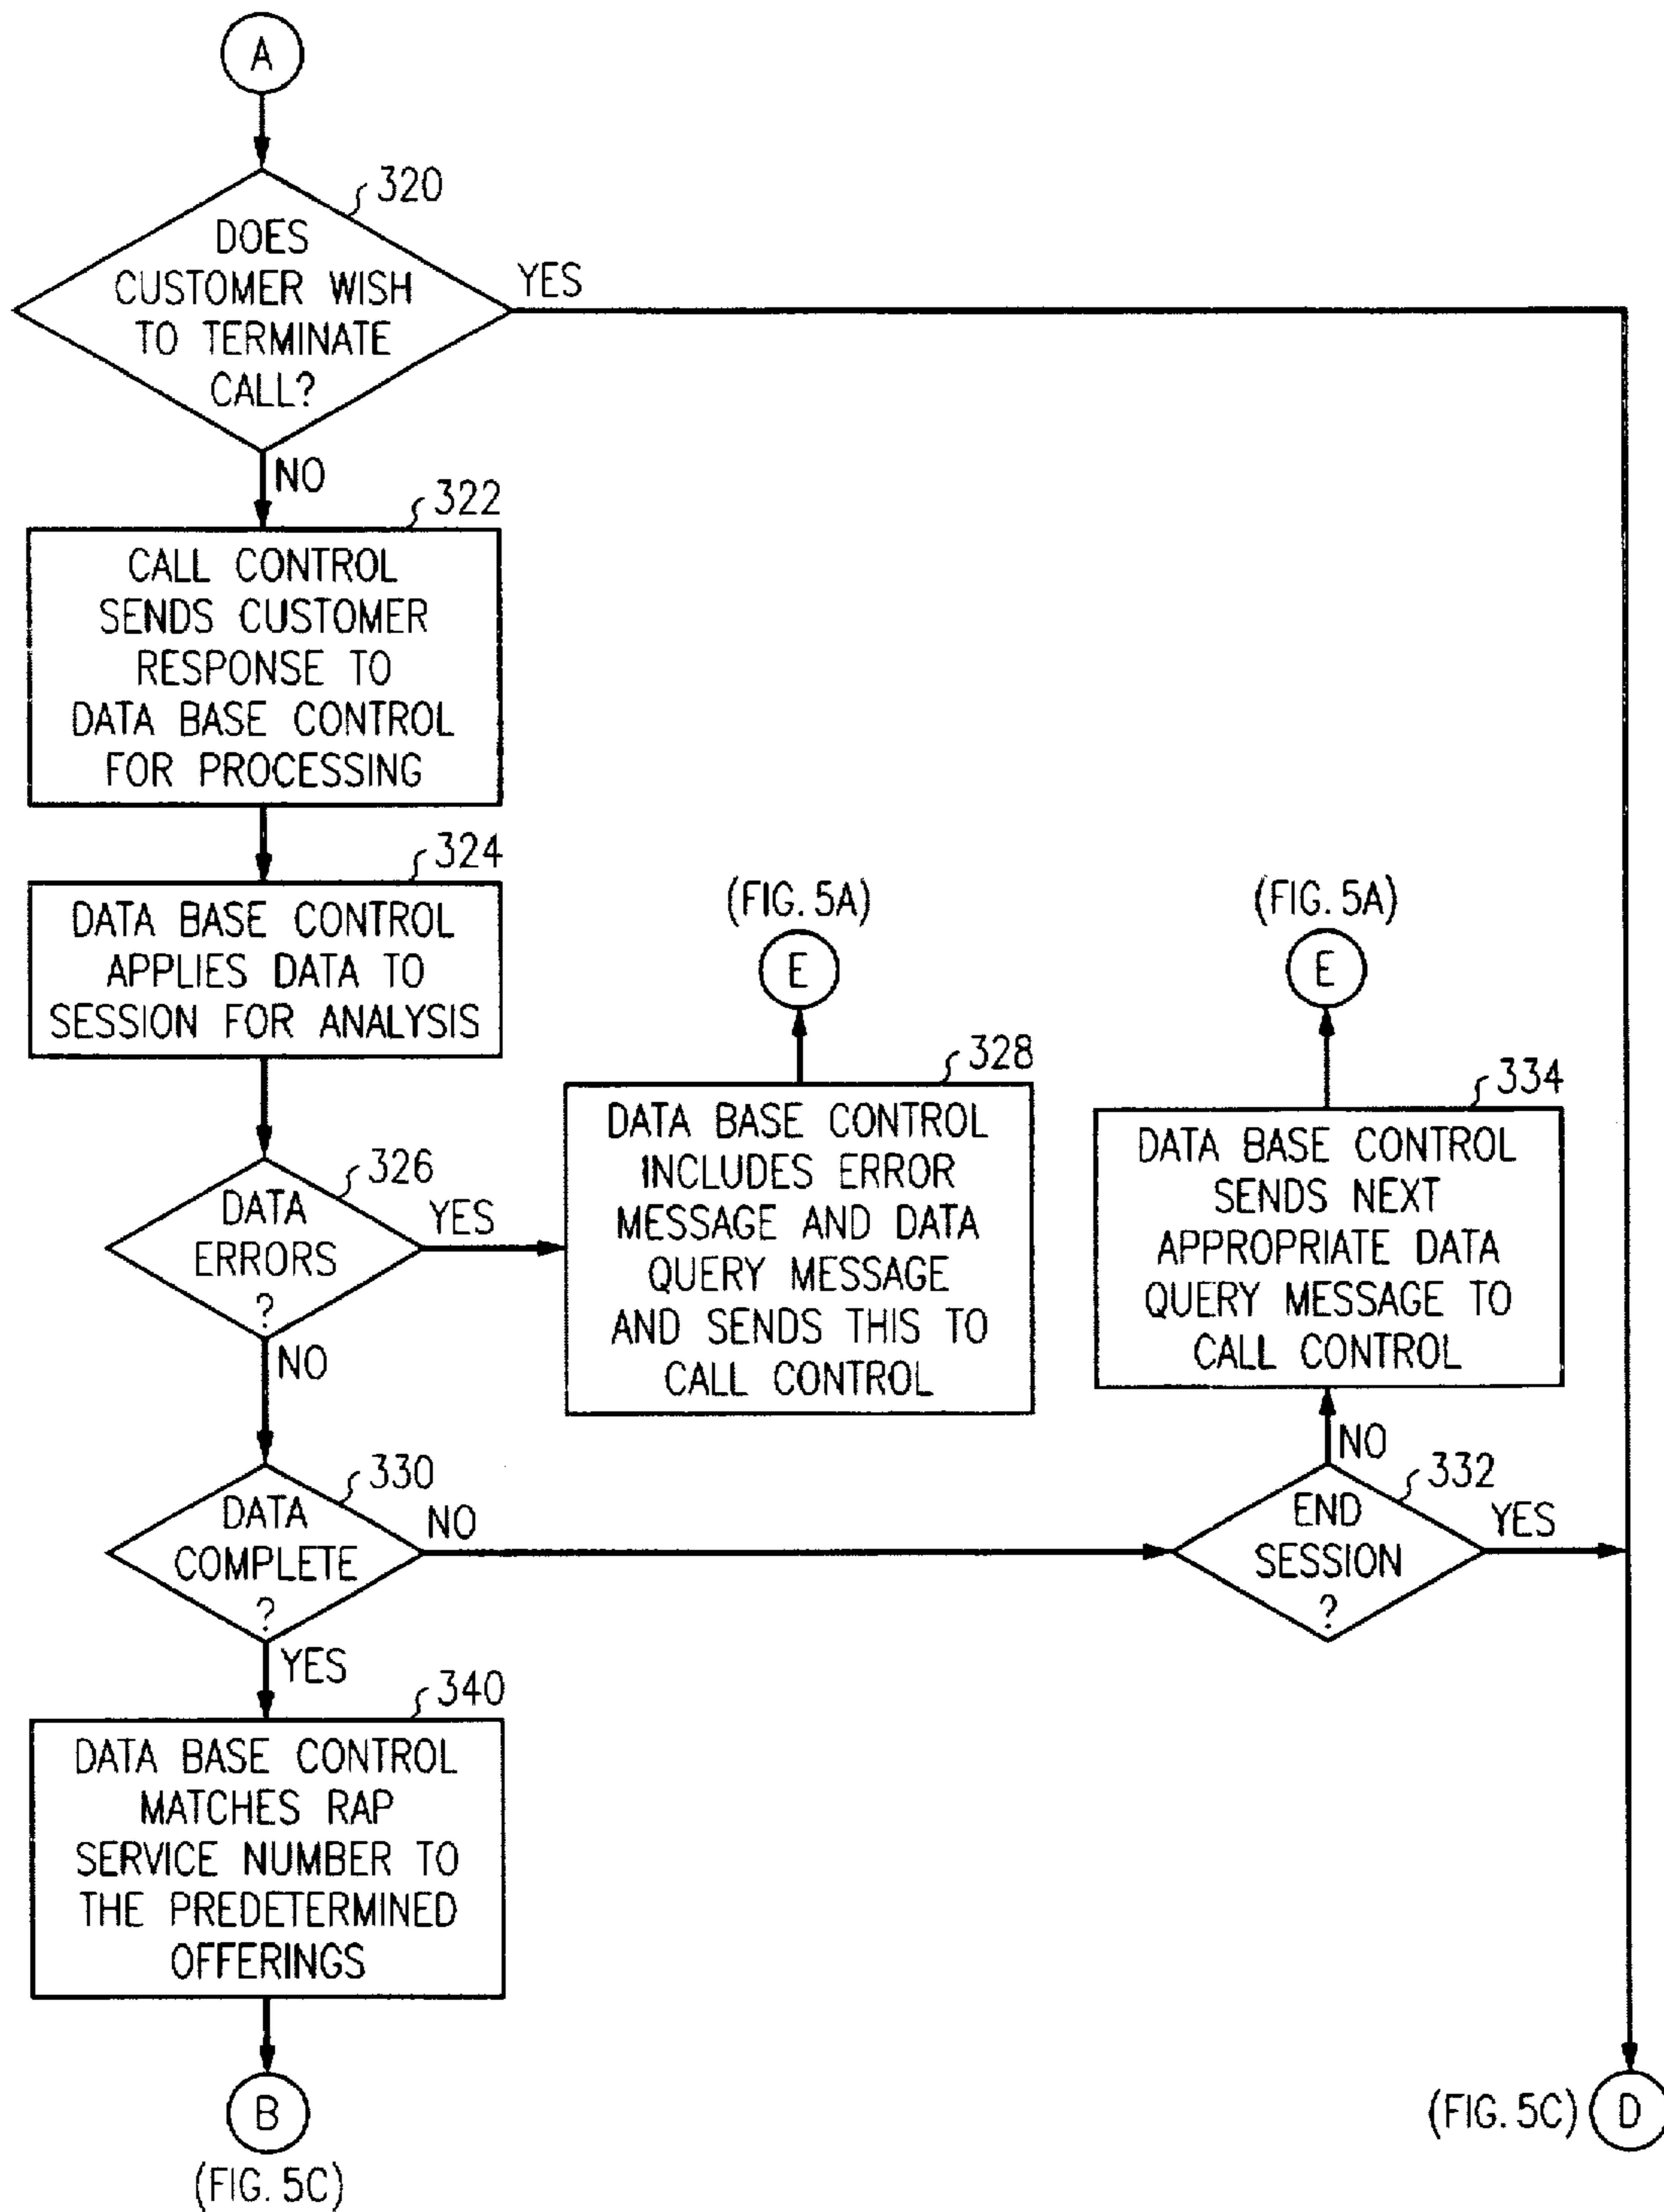 A
320
DOES
CUSTOMER WISH
TO TERMINATE
CALL?
YES
NO
322
CALL CONTROL
SENDS CUSTOMER
RESPONSE TO
DATA BASE CONTROL
FOR PROCESSING
324
DATA BASE CONTROL
APPLIES DATA TO
SESSION FOR ANALYSIS
(FIG. 5A)
E
(FIG. 5A)
E
326
DATA
ERRORS
?
YES
NO
328
DATA BASE CONTROL
INCLUDES ERROR
MESSAGE AND DATA
QUERY MESSAGE
AND SENDS THIS TO
CALL CONTROL
334
DATA BASE CONTROL
SENDS NEXT
APPROPRIATE DATA
QUERY MESSAGE TO
CALL CONTROL
NO
330
DATA
COMPLETE
?
NO
YES
332
END
SESSION
?
YES
340
DATA BASE CONTROL
MATCHES RAP
SERVICE NUMBER TO
THE PREDETERMINED
OFFERINGS
B
(FIG. 5C)
(FIG. 5C) D